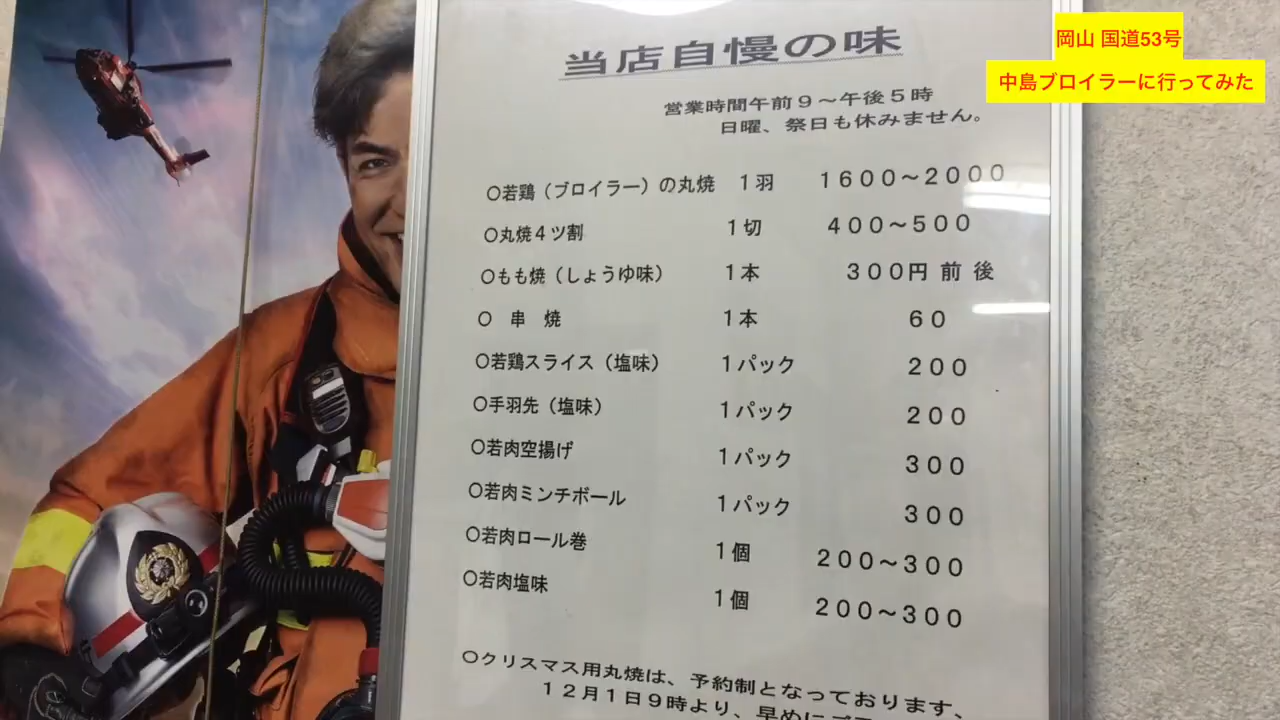 岡山 国道53号
中島ブロイラーに行ってみた
当店自慢の味
営業時間午前９～午後５時
日曜、祭日も休みません。
○若鶏（ブロイラー）の丸焼 １羽 １６００～２０００
○丸焼４ツ割 １切 ４００～５００
○もも焼（しょうゆ味） １本 ３００円 前 後
○ 串 焼 １本 ６０
○若鶏スライス（塩味） １パック ２００
○手羽先（塩味） １パック ２００
○若肉空揚げ １パック ３００
○若肉ミンチボール １パック ３００
○若肉ロール巻 １個 ２００～３００
○若肉塩味 １個 ２００～３００
○クリスマス用丸焼は、予約制となっております、
１２月１日９時より、早めに